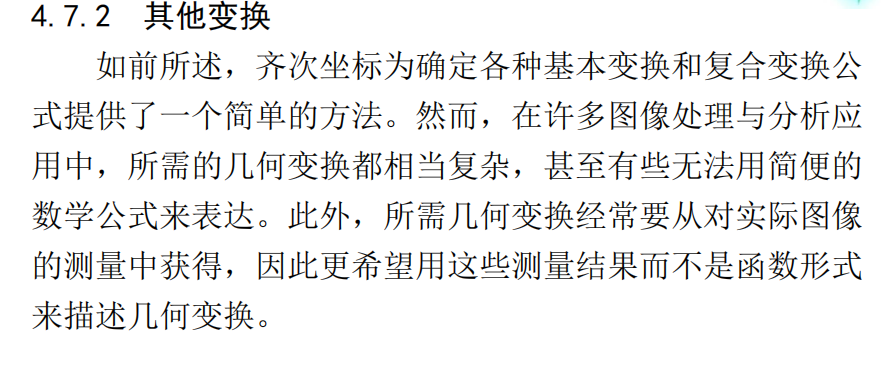 4.7.2 其他变换
如前所述，齐次坐标为确定各种基本变换和复合变换公
式提供了一个简单的方法。然而，在许多图像处理与分析应
用中，所需的几何变换都相当复杂，甚至有些无法用简便的
数学公式来表达。此外，所需几何变换经常要从对实际图像
的测量中获得，因此更希望用这些测量结果而不是函数形式
来描述几何变换。